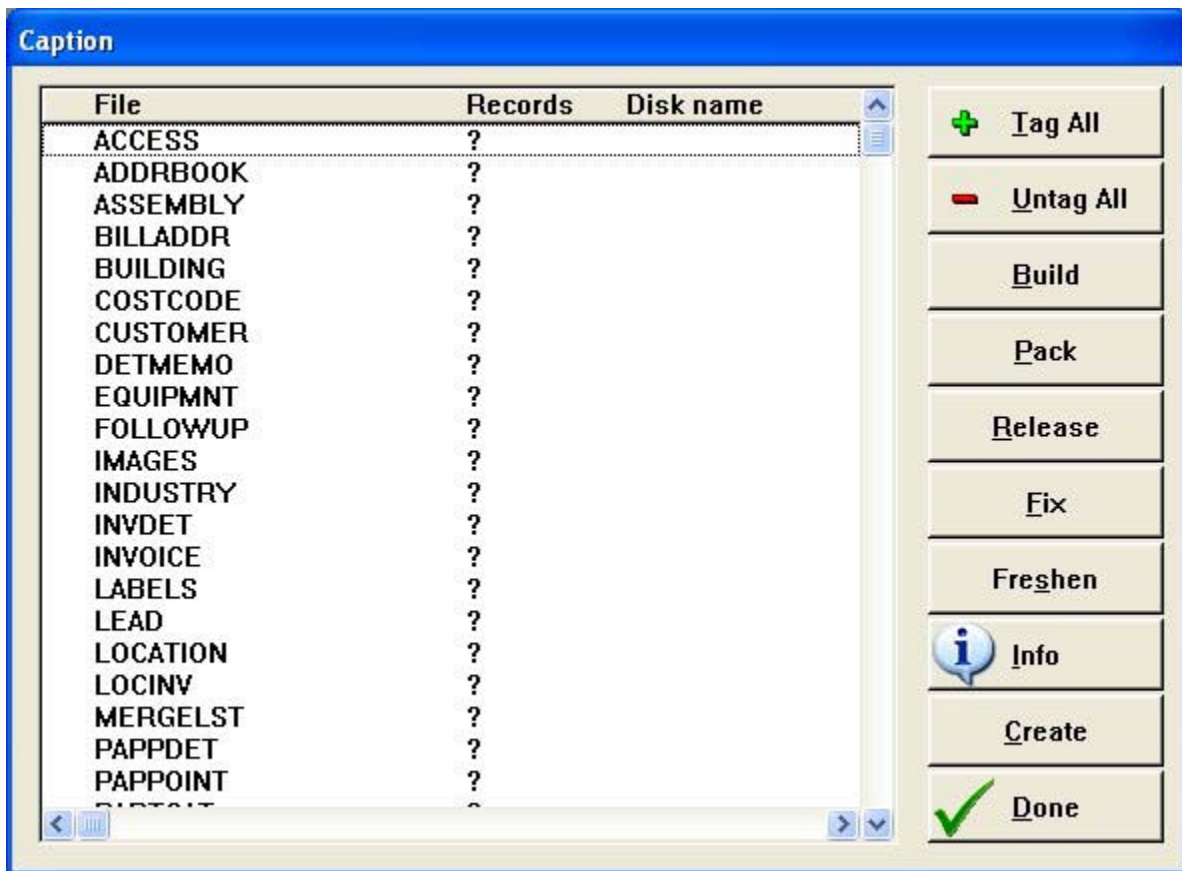 Caption
File Records Disk name
ACCESS ?
ADDRBOOK ?
ASSEMBLY ?
BILLADDR ?
BUILDING ?
COSTCODE ?
CUSTOMER ?
DETMEMO ?
EQUIPMNT ?
FOLLOWUP ?
IMAGES ?
INDUSTRY ?
INVDET ?
INVOICE ?
LABELS ?
LEAD ?
LOCATION ?
LOCINV ?
MERGELST ?
PAPPDET ?
PAPPOINT ?
Tag All
Untag All
Build
Pack
Release
Fix
Freshen
Info
Create
Done